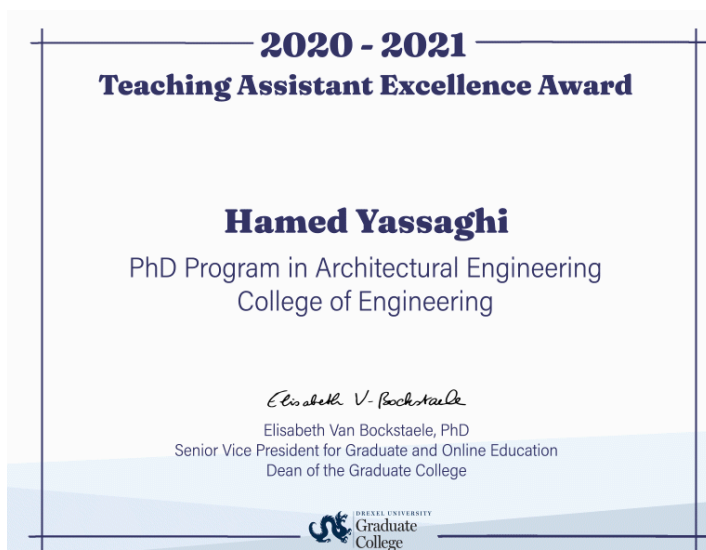 2020 - 2021
Teaching Assistant Excellence Award
Hamed Yassaghi
PhD Program in Architectural Engineering
College of Engineering
Elisabeth V-Bockstaele
Elisabeth Van Bockstaele, PhD
Senior Vice President for Graduate and Online Education
Dean of the Graduate College
DREXEL UNIVERSITY
Graduate
College